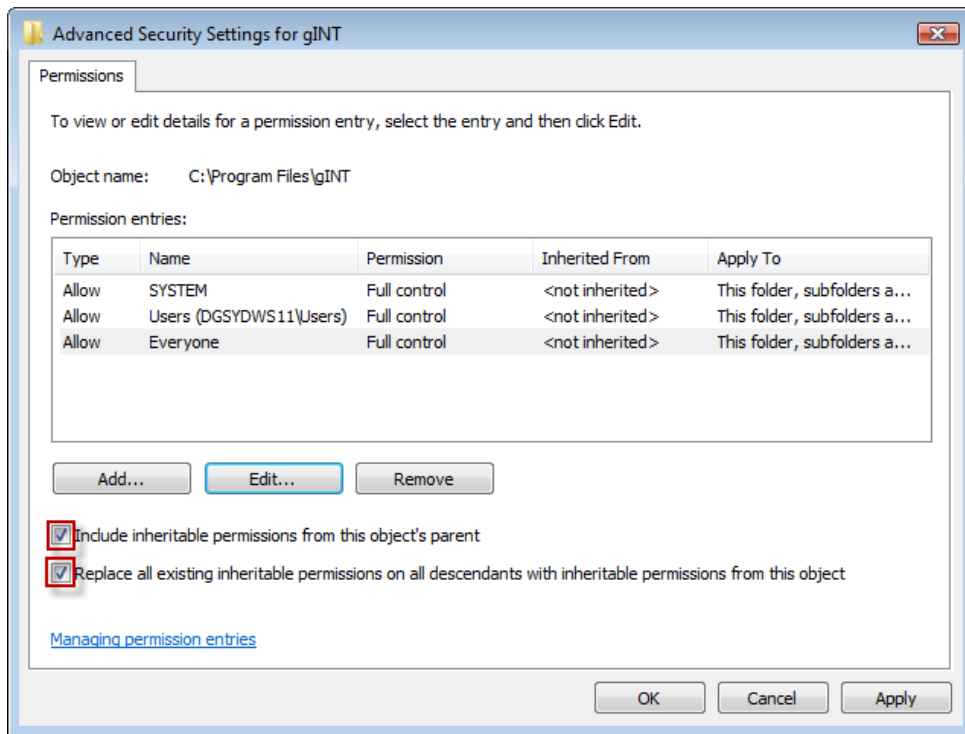 Advanced Security Settings for gINT
Permissions
To view or edit details for a permission entry, select the entry and then click Edit.
Object name: C:\Program Files\gINT
Permission entries:
Type Name Permission Inherited From Apply To
Allow SYSTEM Full control <not inherited> This folder, subfolders a...
Allow Users (DGSYDWS11\Users) Full control <not inherited> This folder, subfolders a...
Allow Everyone Full control <not inherited> This folder, subfolders a...
Add... Edit... Remove
Include inheritable permissions from this object's parent
Replace all existing inheritable permissions on all descendants with inheritable permissions from this object
Managing permission entries
OK Cancel Apply